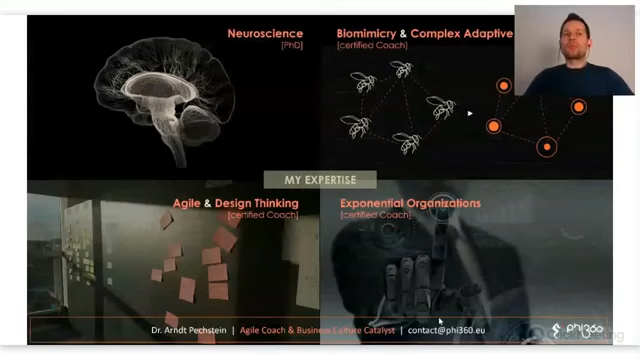 Neuroscience
[PhD]
Biomimicry & Complex Adaptive
(certified Coach)
MY EXPERTISE
Agile & Design Thinking
[certified Coach]
Exponential Organizations
(certified Coach)
Dr. Arndt Pechstein | Agile Coach & Business Culture Catalyst | contact@phi360.eu
phi360